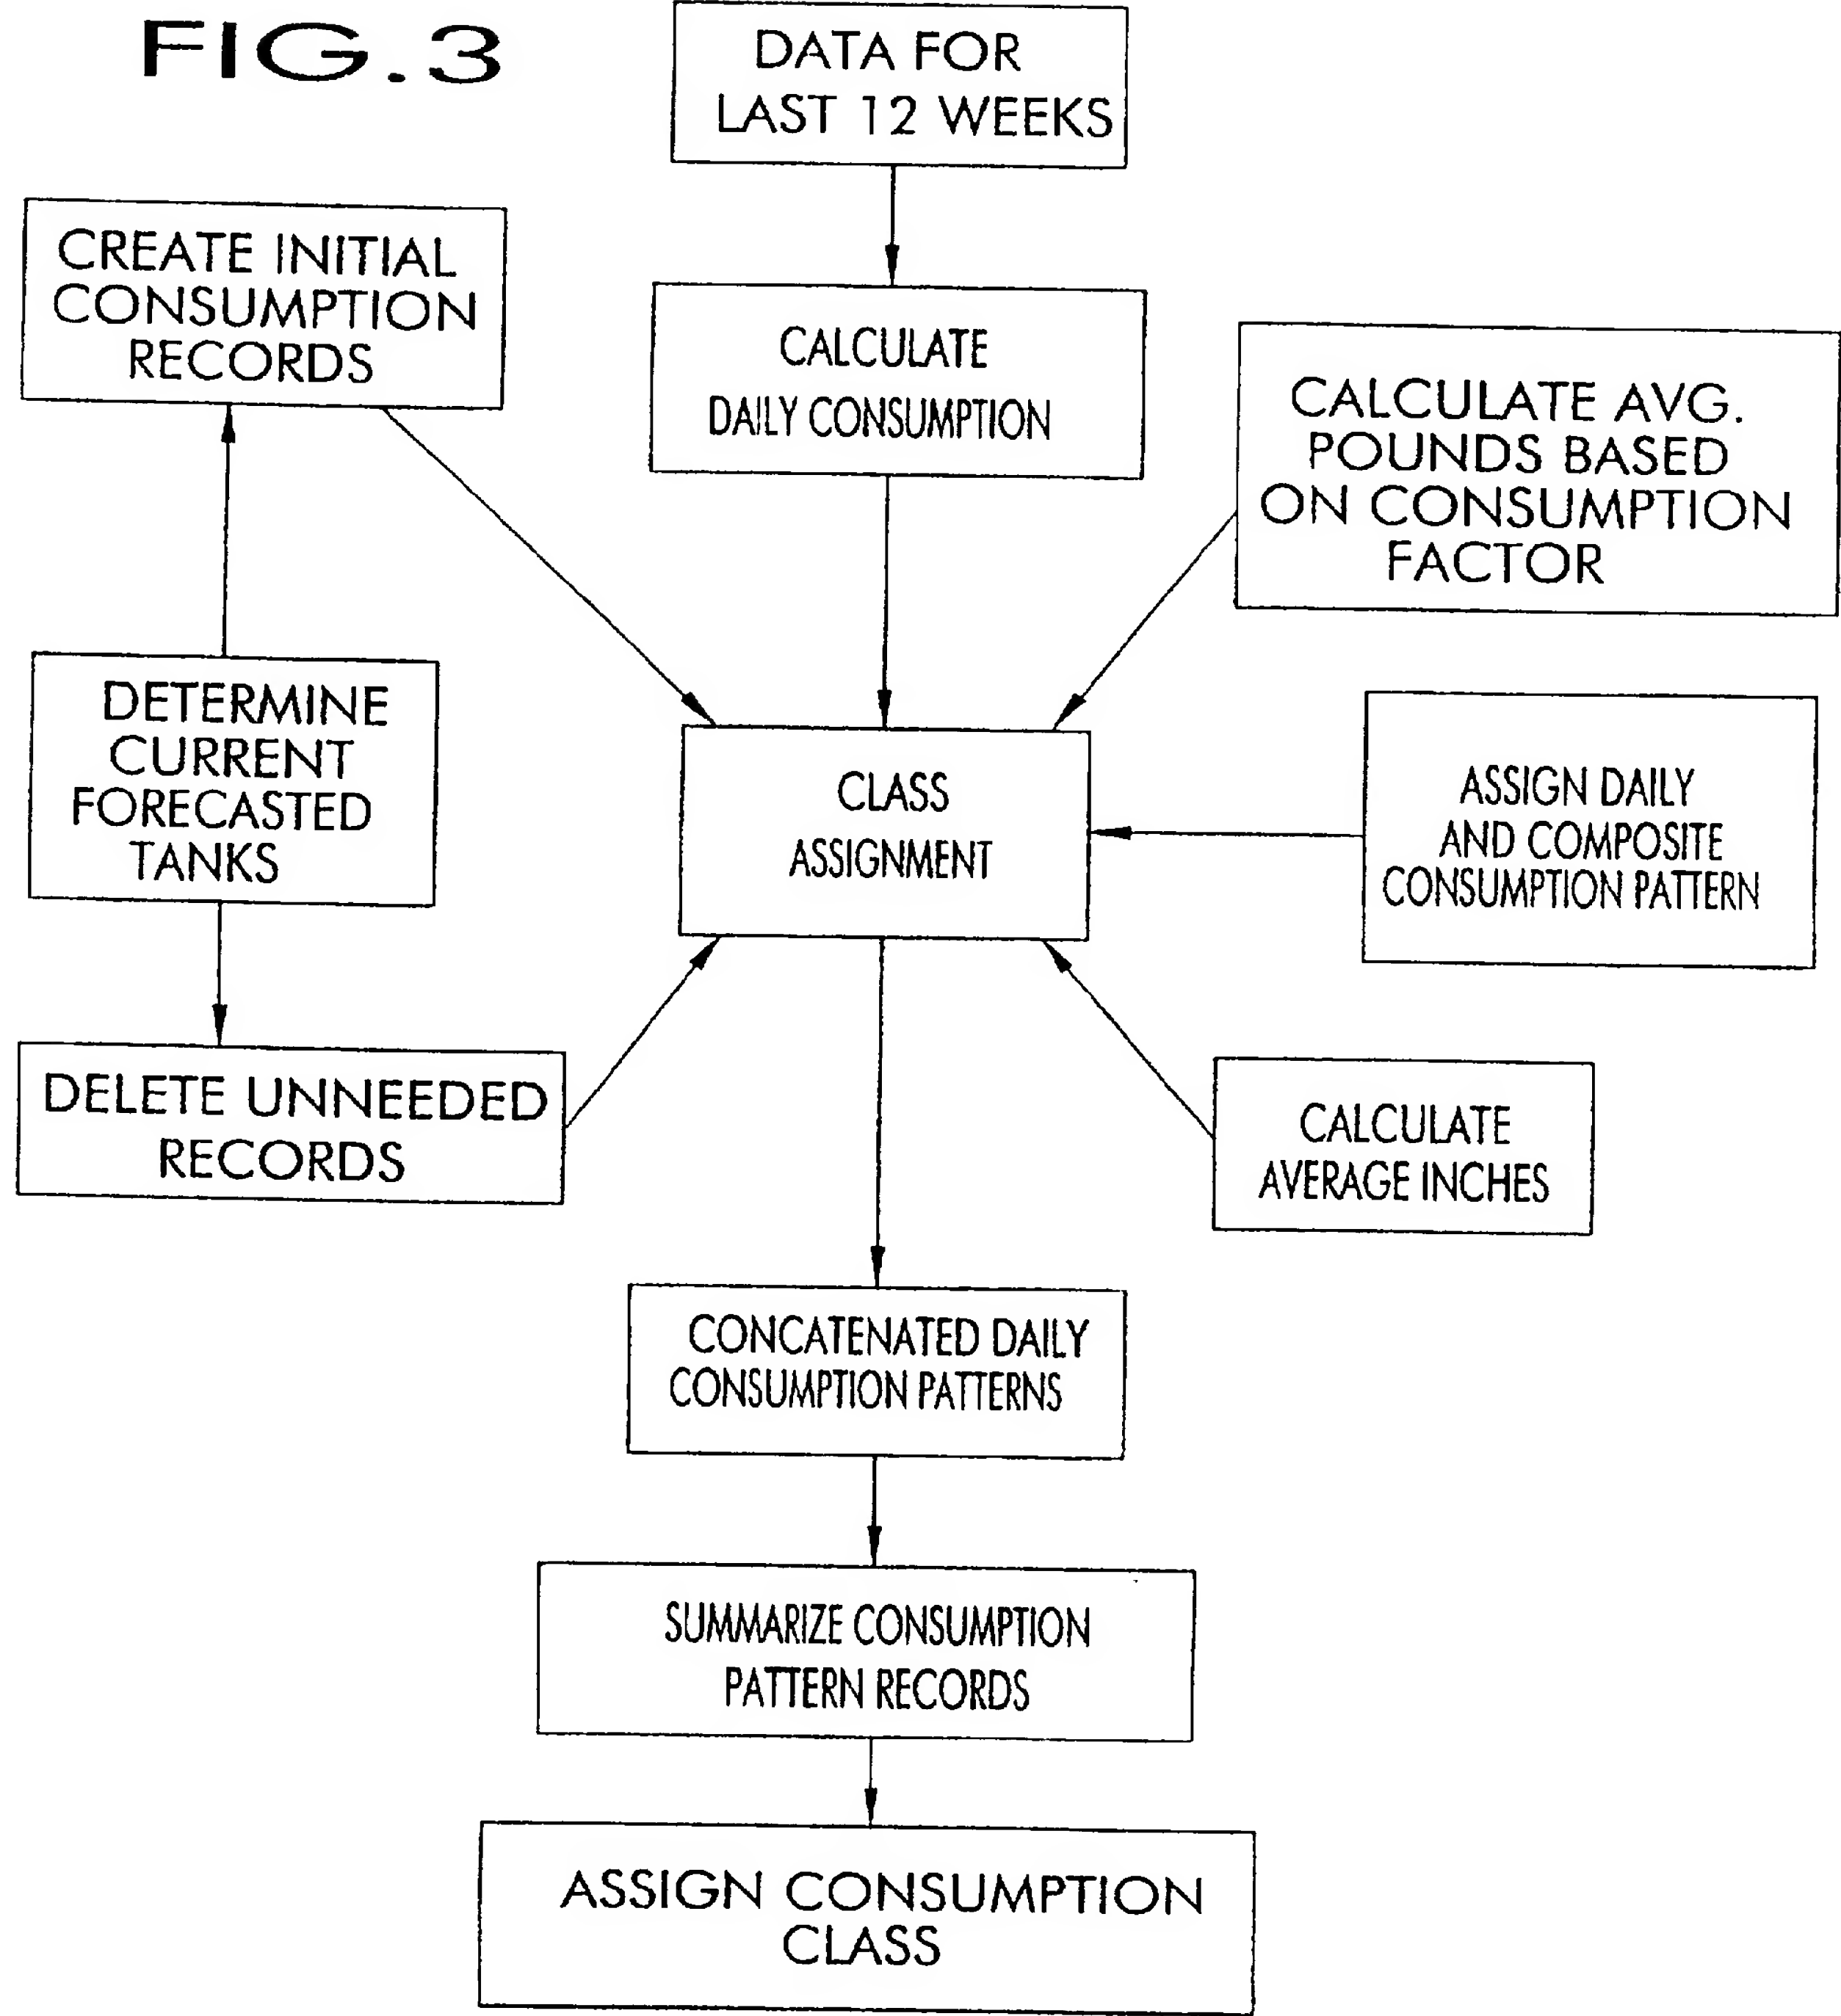 FIG.3
DATA FOR
LAST 12 WEEKS
CREATE INITIAL
CONSUMPTION
RECORDS
CALCULATE
DAILY CONSUMPTION
CALCULATE AVG.
POUNDS BASED
ON CONSUMPTION
FACTOR
DETERMINE
CURRENT
FORECASTED
TANKS
CLASS
ASSIGNMENT
ASSIGN DAILY
AND COMPOSITE
CONSUMPTION PATTERN
DELETE UNNEEDED
RECORDS
CALCULATE
AVERAGE INCHES
CONCATENATED DAILY
CONSUMPTION PATTERNS
SUMMARIZE CONSUMPTION
PATTERN RECORDS
ASSIGN CONSUMPTION
CLASS